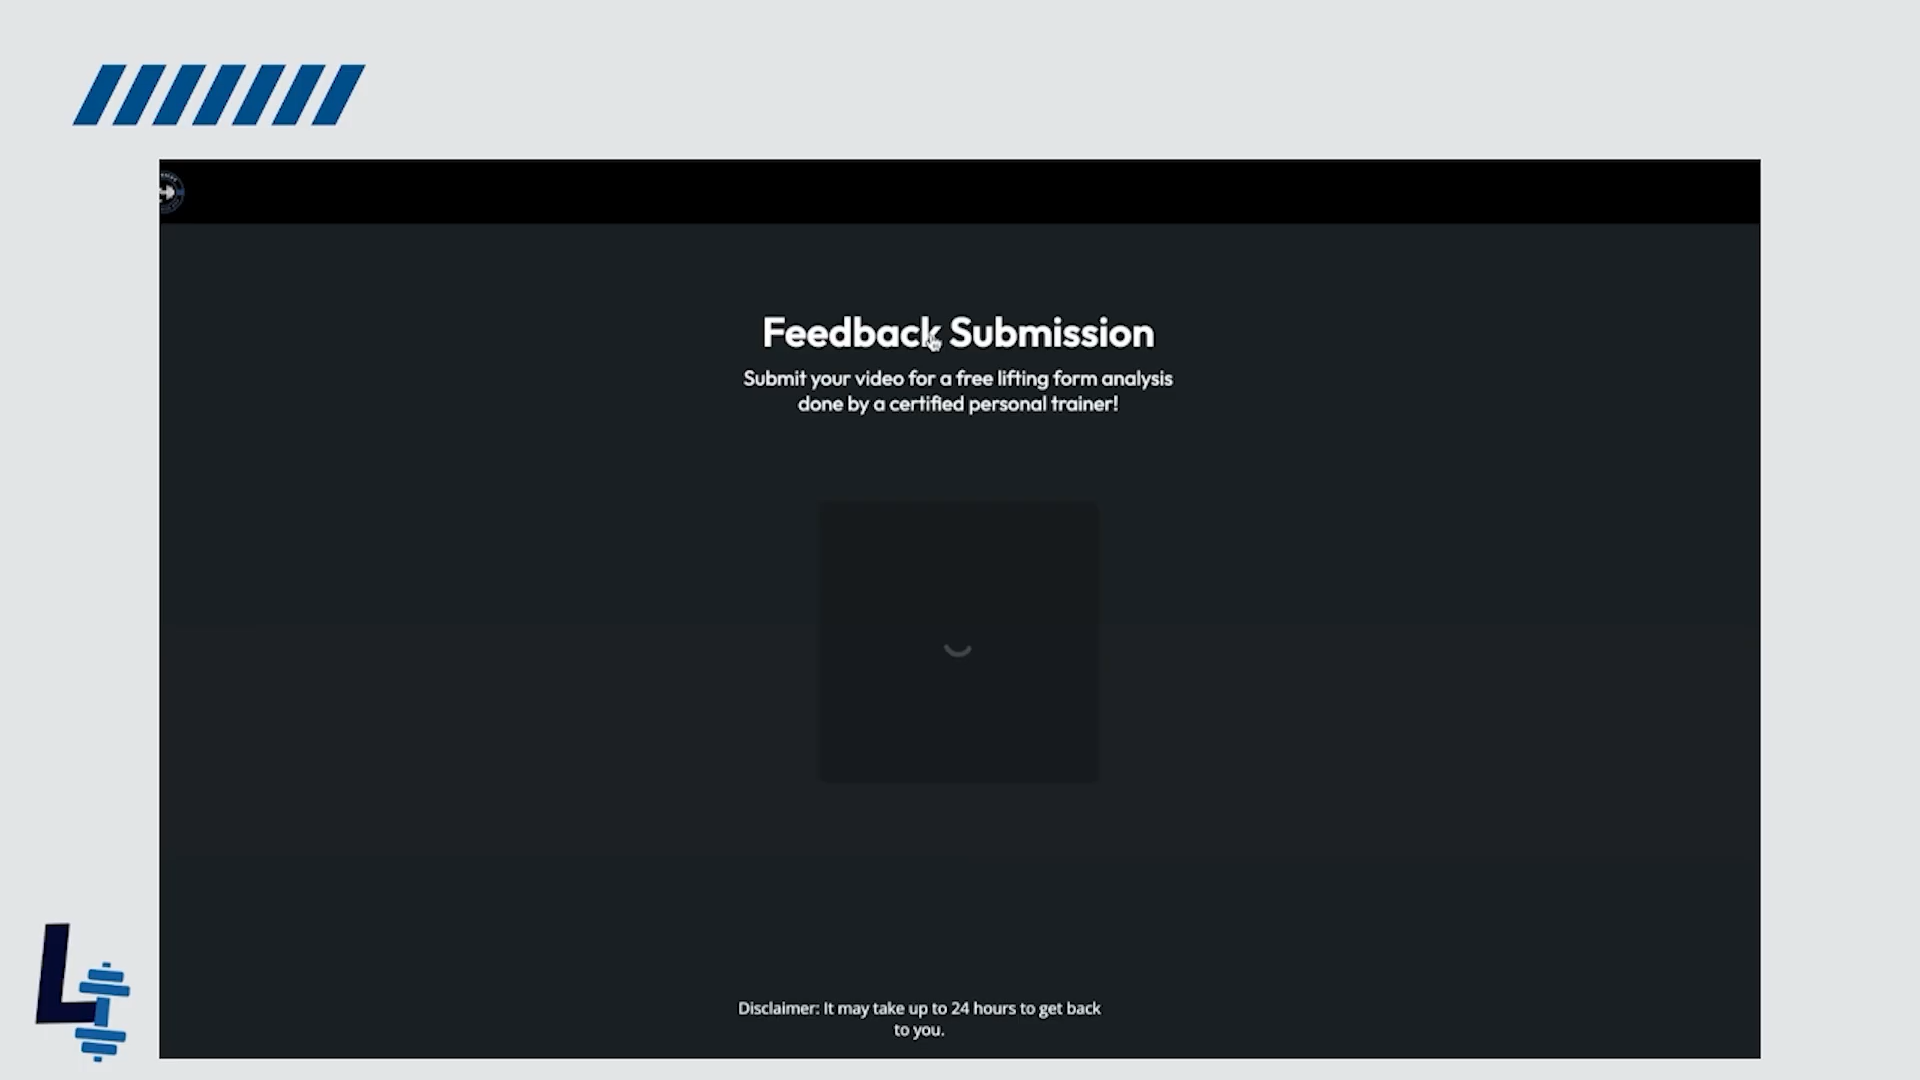 Feedback Submission
Submit your video for a free lifting form analysis
done by a certified personal trainer!
Disclaimer: It may take up to 24 hours to get back
to you.
L